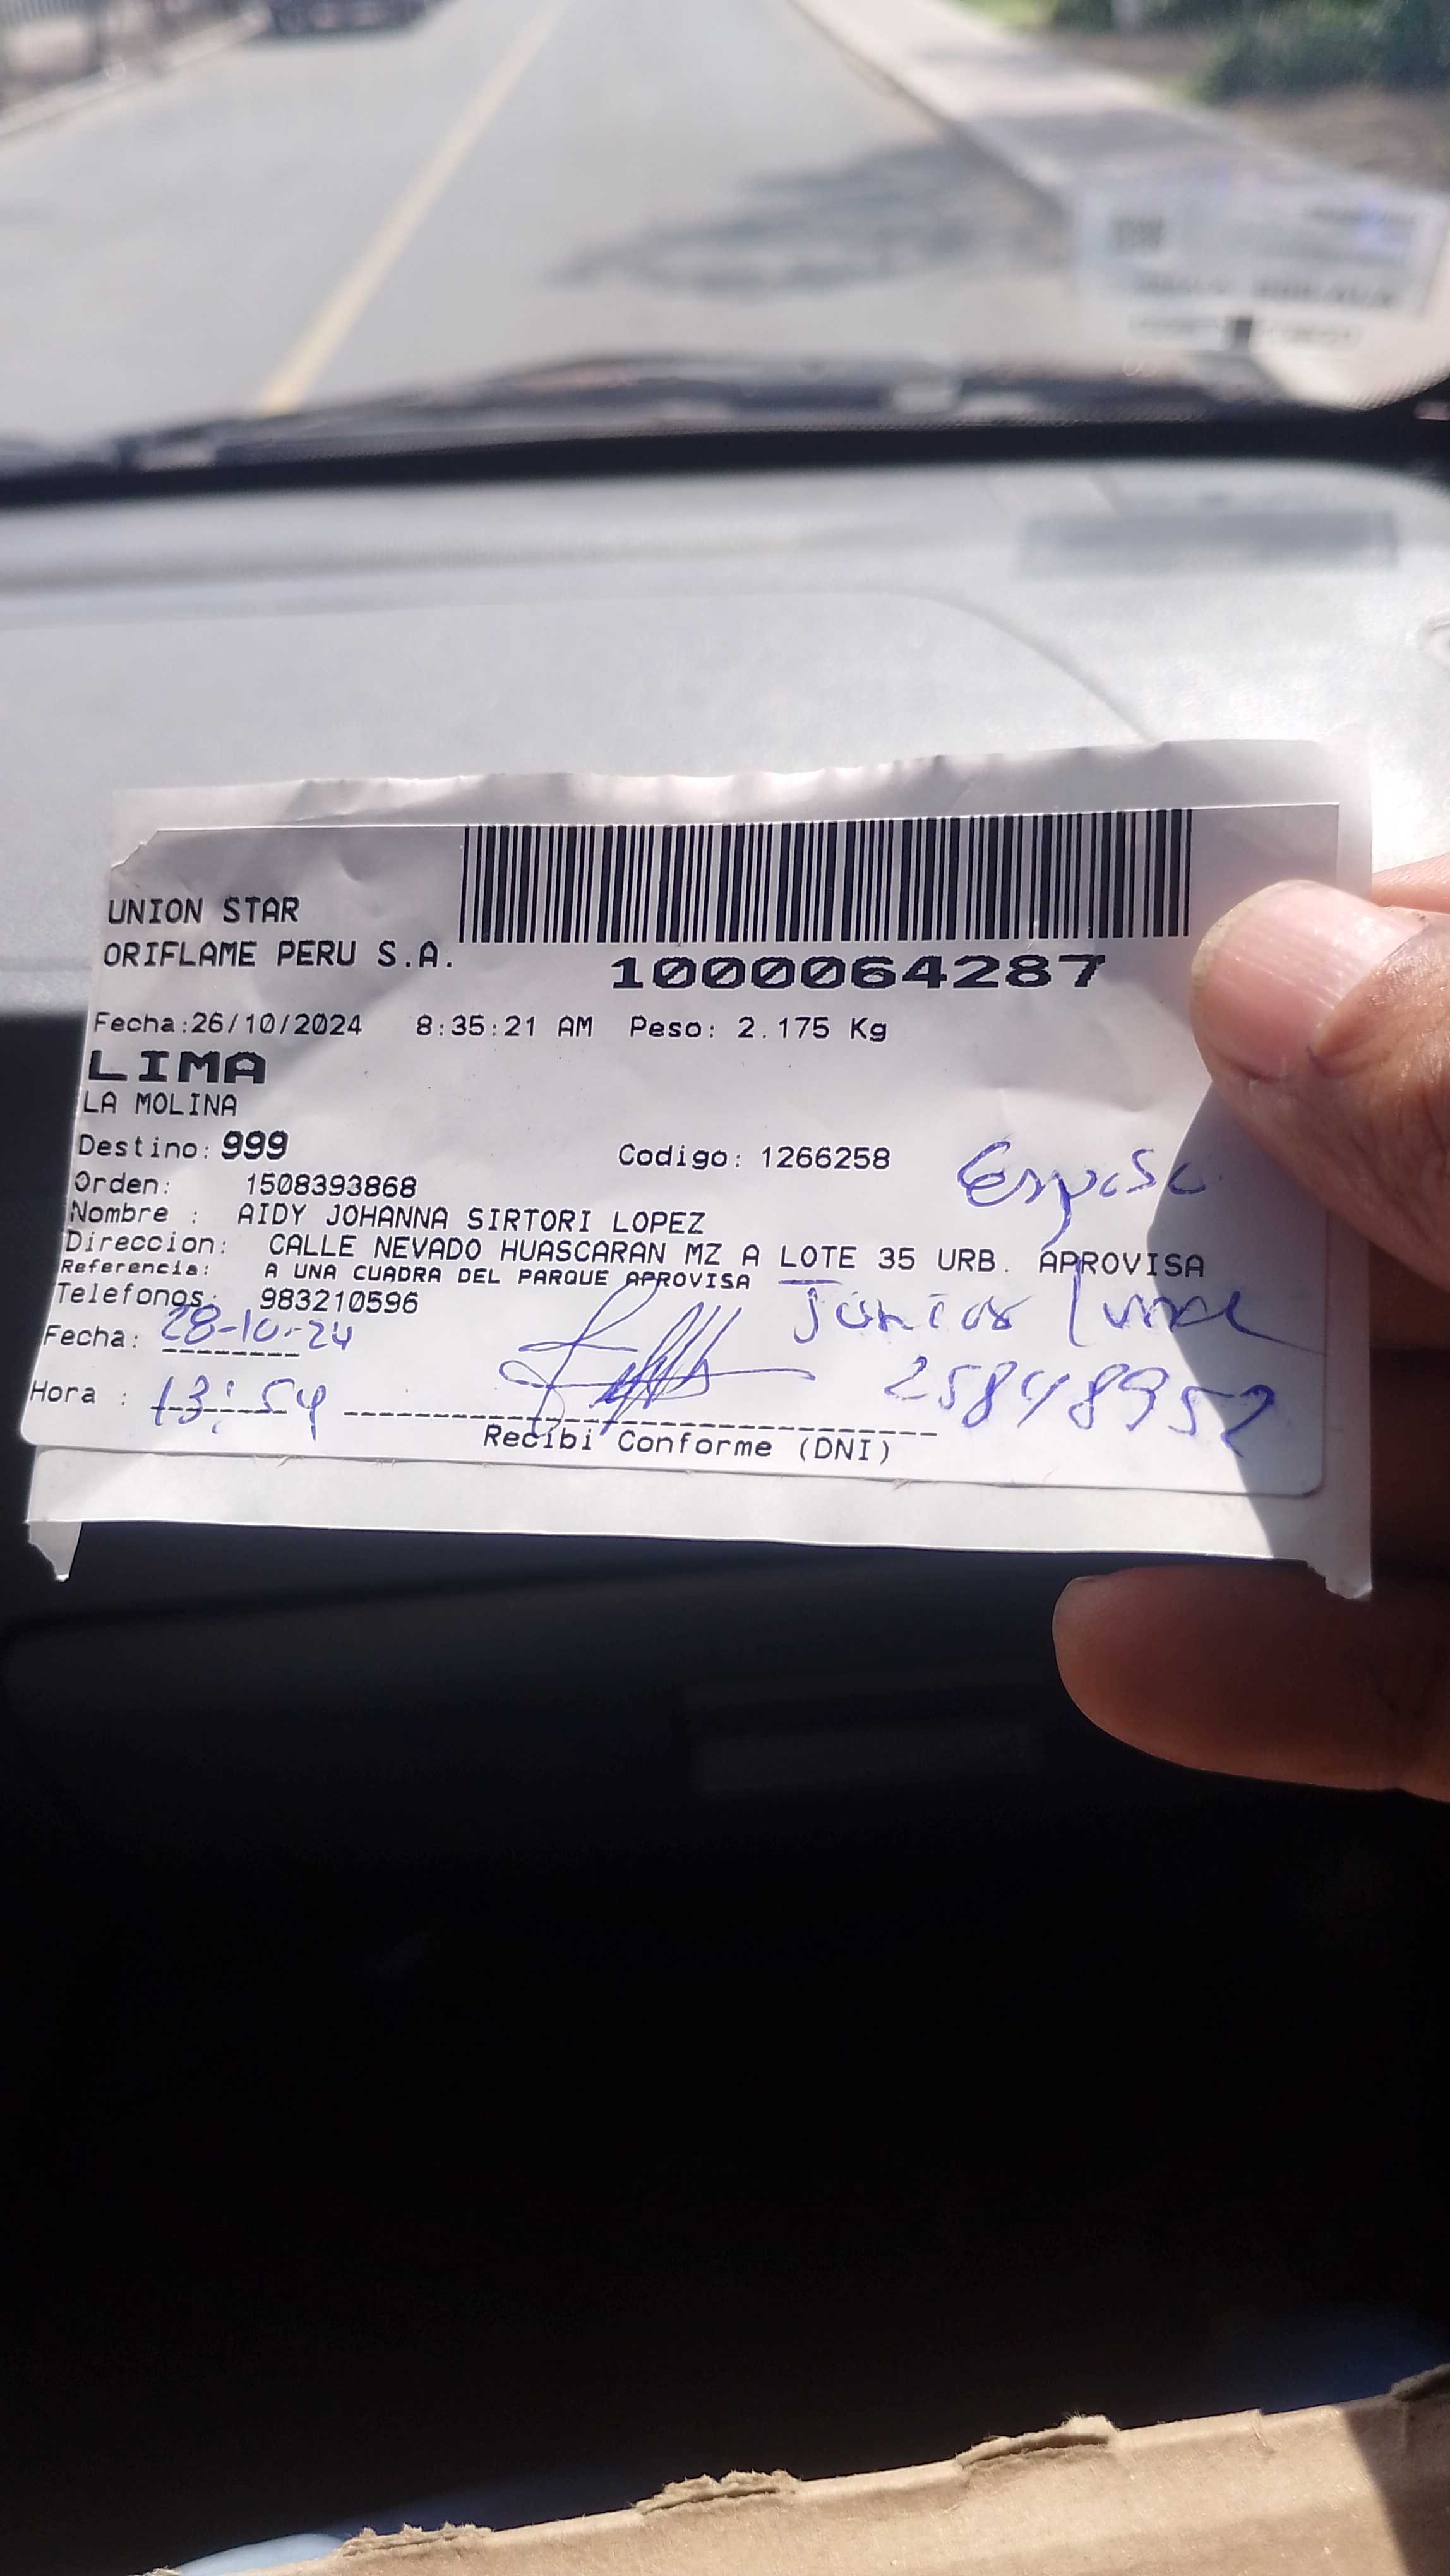 UNION STAR
ORIFLAME PERU S.A.
1000064287
Fecha:26/10/2024 8:35:21 AM Peso: 2.175 Kg
LIMA
LA MOLINA
Destino: 999 Codigo: 1266258
Orden: 1508393868
Nombre : AIDY JOHANNA SIRTORI LOPEZ
Direccion: CALLE NEVADO HUASCARAN MZ A LOTE 35 URB. APROVISA
Referencia: A UNA CUADRA DEL PARQUE APROVISA
Telefonos: 983210596
Fecha: 28-10-24
Junior
Hora : 13:54
25848952
Recibi Conforme (DNI)